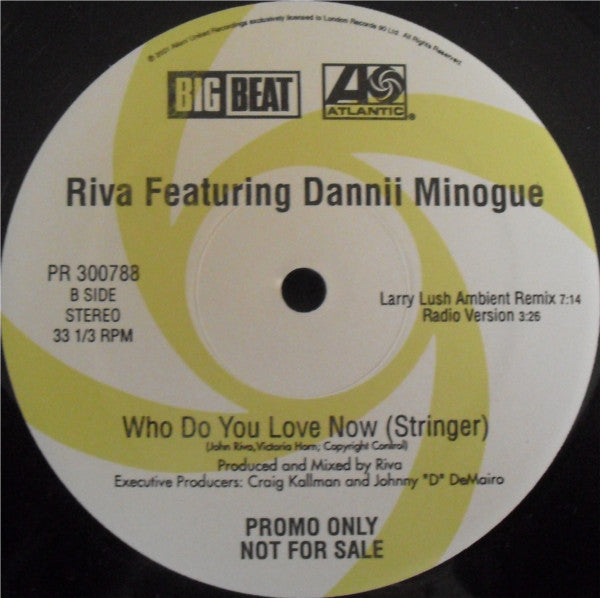 ℗ 2001 Allied United Recordings exclusively licensed to London Records 90 Ltd. All Rights Reserved.
BIG BEAT
ATLANTIC®
Riva Featuring Dannii Minogue
PR 300788
B SIDE
STEREO
33 1/3 RPM
Larry Lush Ambient Remix 7:14
Radio Version 3:26
Who Do You Love Now (Stringer)
(John Riva, Victoria Horn; Copyright Control)
Produced and Mixed by Riva
Executive Producers: Craig Kallman and Johnny "D" DeMairo
PROMO ONLY
NOT FOR SALE